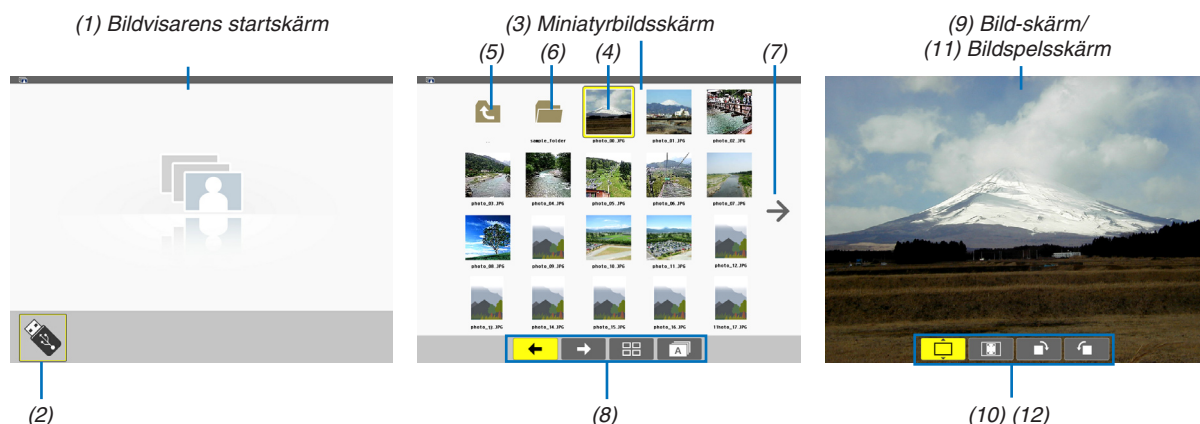 (1) Bildvisarens startskärm
(3) Miniatyrbildsskärm
(9) Bild-skärm/
(11) Bildspelsskärm
(5) (6) (4) (7)
sample_folder photo_00.JPG photo_01.JPG photo_02.JPG
photo_03.JPG photo_04.JPG photo_05.JPG photo_06.JPG photo_07.JPG
photo_08.JPG photo_09.JPG photo_10.JPG photo_11.JPG photo_12.JPG
photo_13.JPG photo_14.JPG photo_15.JPG photo_16.JPG
A
(2) (8) (10) (12)